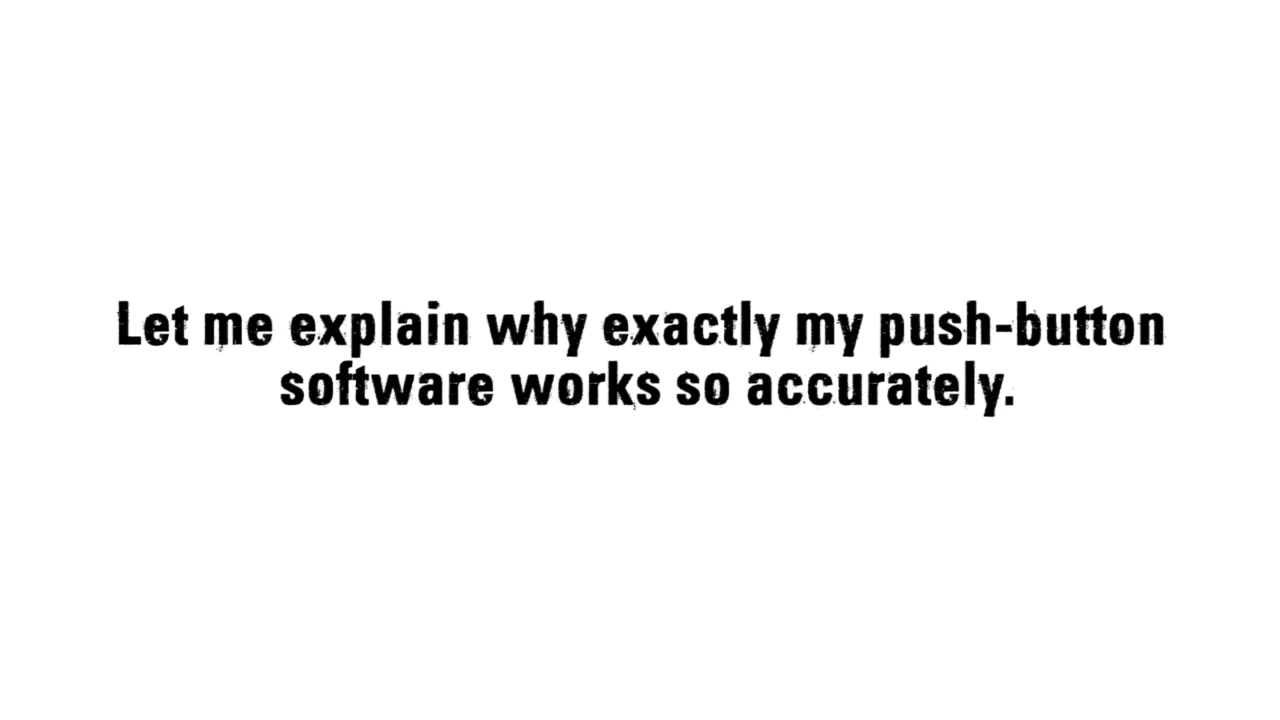 Let me explain why exactly my push-button
software works so accurately.